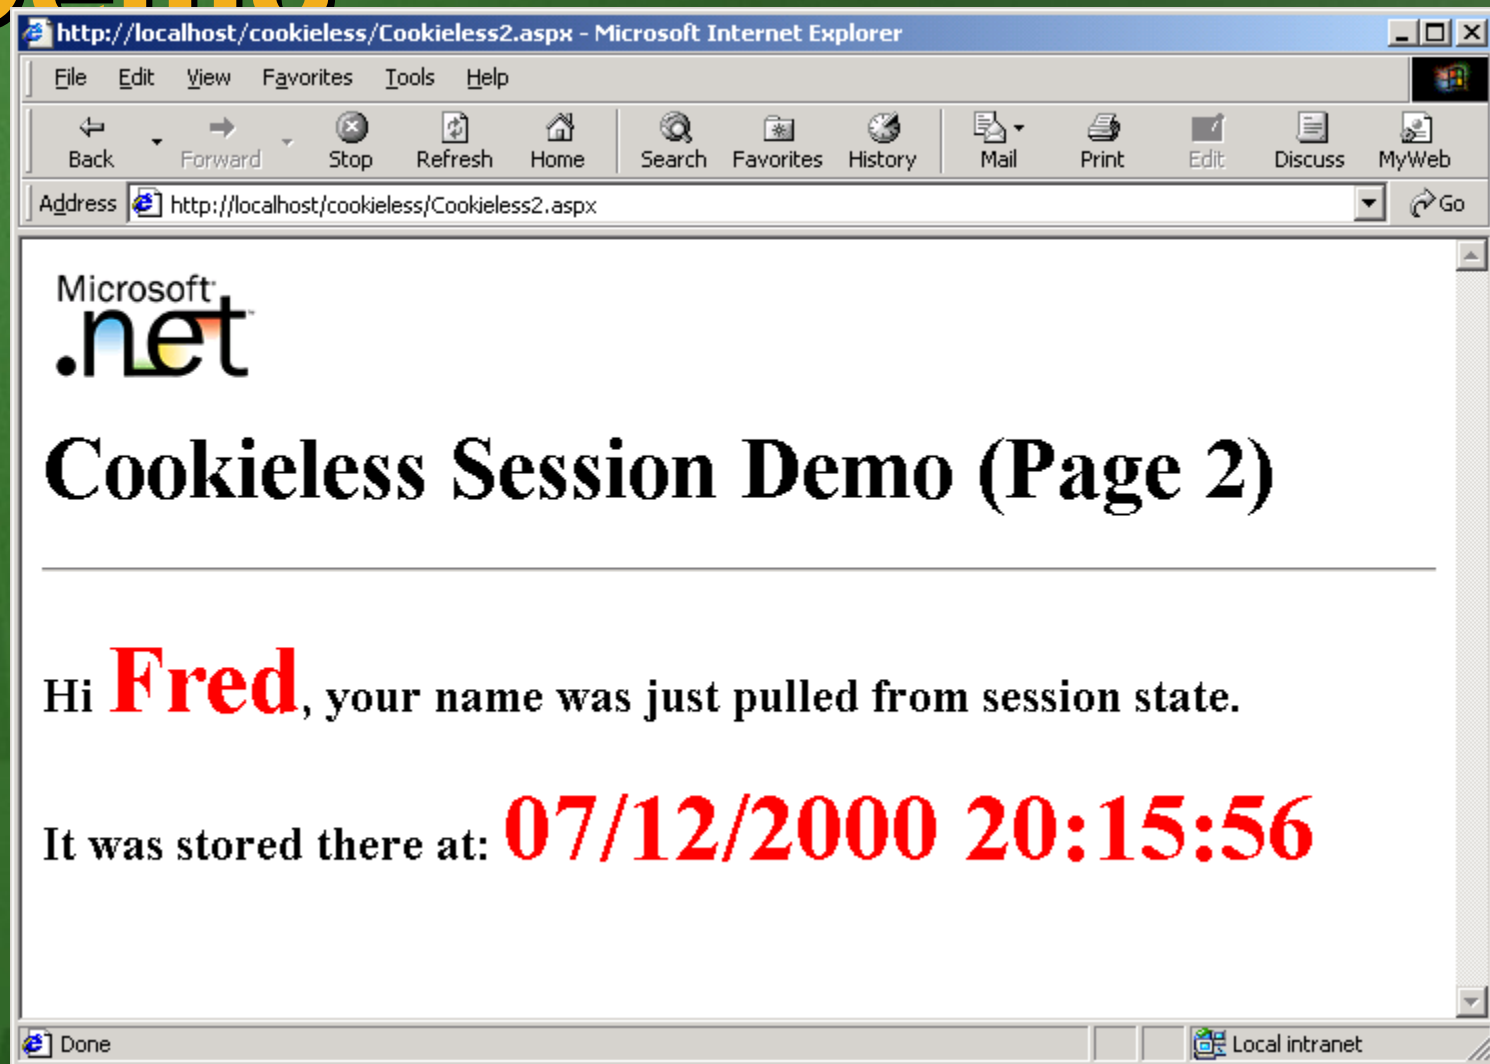 Demo
http://localhost/cookieless/Cookieless2.aspx - Microsoft Internet Explorer
File Edit View Favorites Tools Help
Back Forward Stop Refresh Home Search Favorites History Mail Print Edit Discuss MyWeb
Address http://localhost/cookieless/Cookieless2.aspx Go
Microsoft
.net
Cookieless Session Demo (Page 2)
Hi Fred, your name was just pulled from session state.
It was stored there at: 07/12/2000 20:15:56
Done Local intranet